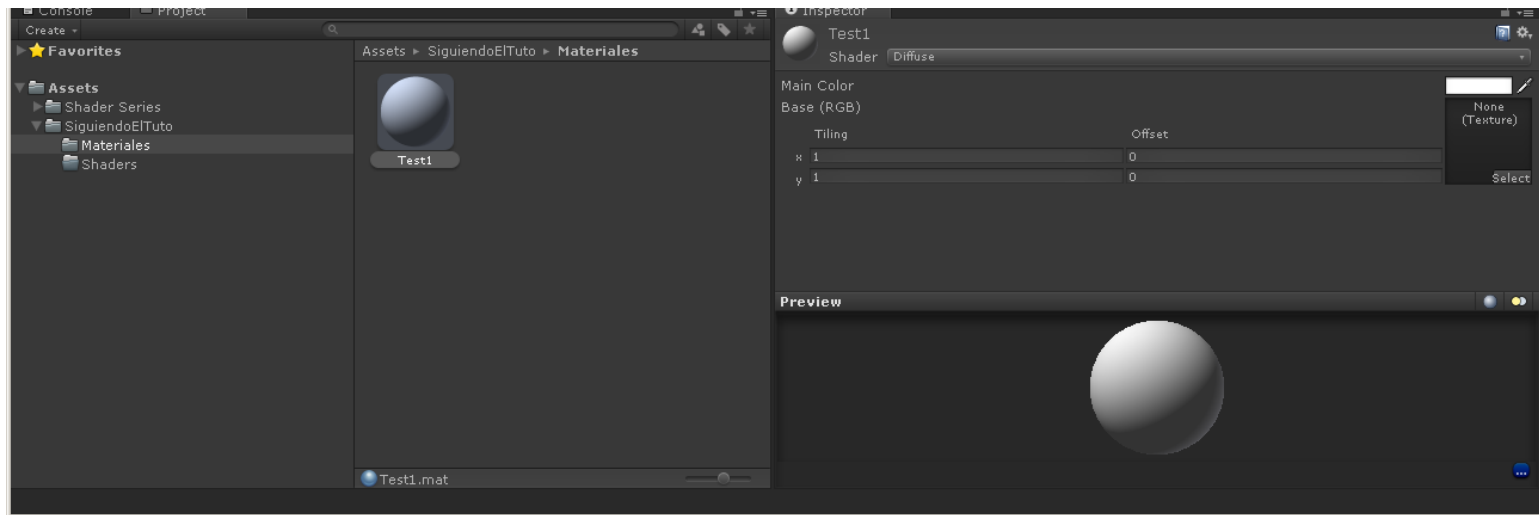 Console Project
Create
Favorites
Assets
Shader Series
SiguiendoElTuto
Materiales
Shaders
Assets ▸ SiguiendoElTuto ▸ Materiales
Test1
Test1.mat
Inspector
Test1
Shader Diffuse
Main Color
Base (RGB)
None
(Texture)
Tiling Offset
x 1 0
y 1 0
Select
Preview